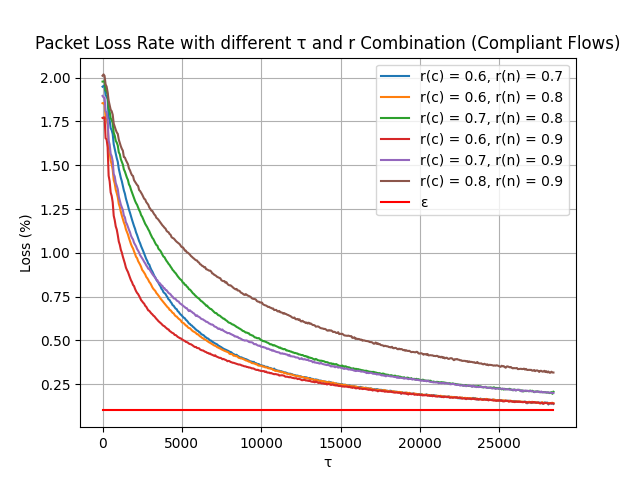 Packet Loss Rate with different τ and r Combination (Compliant Flows)
r(c) = 0.6, r(n) = 0.7
r(c) = 0.6, r(n) = 0.8
r(c) = 0.7, r(n) = 0.8
r(c) = 0.6, r(n) = 0.9
r(c) = 0.7, r(n) = 0.9
r(c) = 0.8, r(n) = 0.9
ε
Loss (%)
2.00
1.75
1.50
1.25
1.00
0.75
0.50
0.25
0 5000 10000 15000 20000 25000
τ